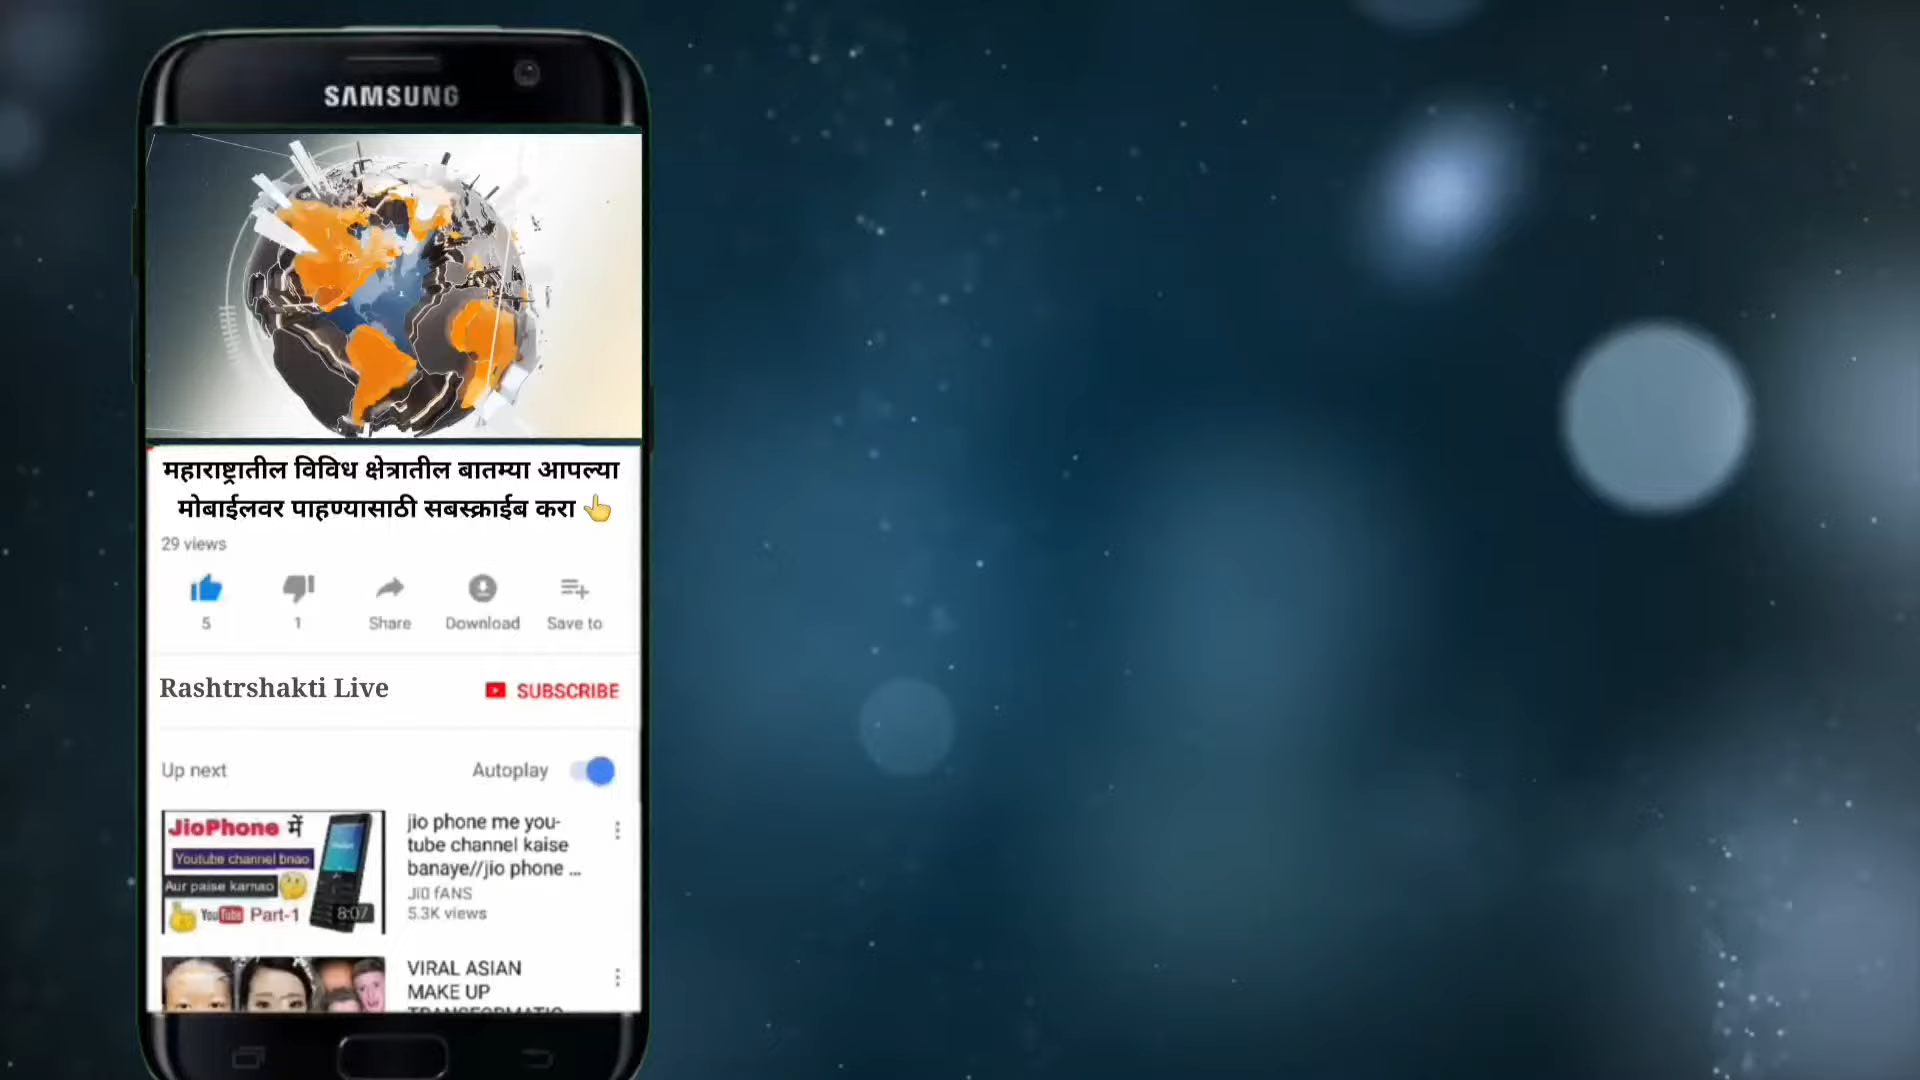 SAMSUNG
महाराष्ट्रातील विविध क्षेत्रातील बातम्या आपल्या
मोबाईलवर पाहण्यासाठी सबस्क्राईब करा 👆
29 views
5
1
Share
Download
Save to
Rashtrshakti Live
SUBSCRIBE
Up next
Autoplay
JioPhone में
Youtube channel bnao
Aur paise kamao
YouTube Part-1
8:07
jio phone me you-
tube channel kaise
banaye//jio phone ...
JiO fANS
5.3K views
VIRAL ASIAN
MAKE UP